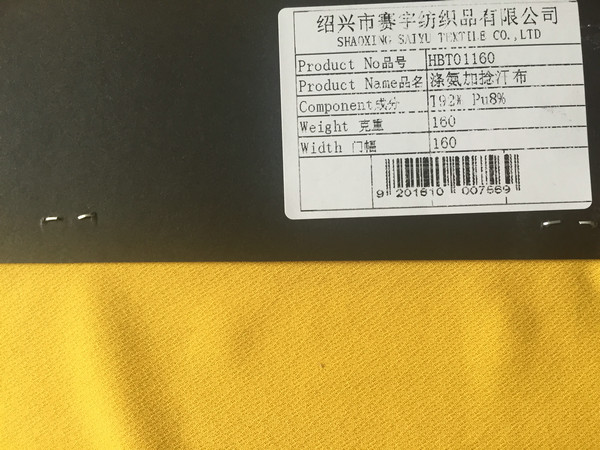 绍兴市赛宇纺织品有限公司
SHAOXING SAIYU TEXTILE CO.,LTD
Product No品号 HBT01160
Product Name品名 涤氨加捻汗布
Component成分 T92% Pu8%
Weight 克重 160
Width 门幅 160
9 201610 007569